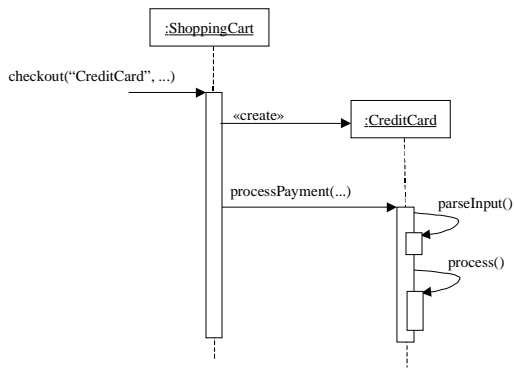 :ShoppingCart
checkout(“CreditCard”, ...)
«create»
:CreditCard
processPayment(...)
parseInput()
process()